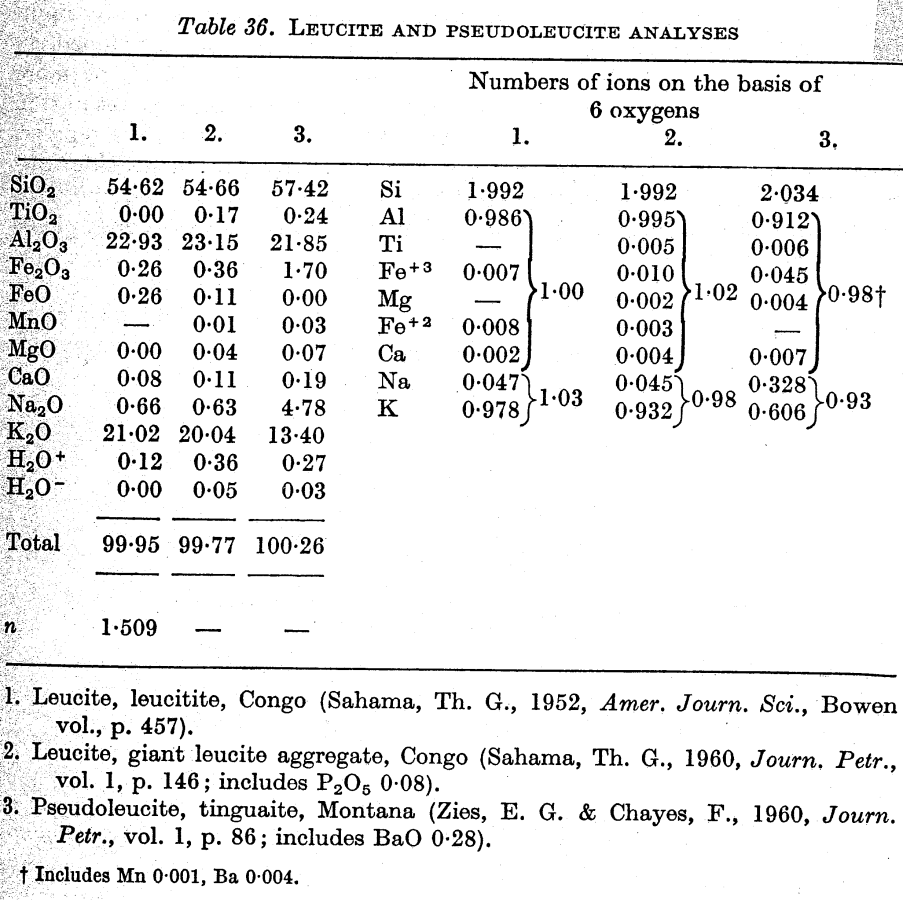 Table 36. LEUCITE AND PSEUDOLEUCITE ANALYSES
Numbers of ions on the basis of
6 oxygens
1. 2. 3. 1. 2. 3.
SiO₂ 54·62 54·66 57·42 Si 1·992 1·992 2·034
TiO₂ 0·00 0·17 0·24 Al 0·986 0·995 0·912
Al₂O₃ 22·93 23·15 21·85 Ti — 0·005 0·006
Fe₂O₃ 0·26 0·36 1·70 Fe⁺³ 0·007 0·010 0·045
FeO 0·26 0·11 0·00 Mg — 1·00 0·002 1·02 0·004 0·98†
MnO — 0·01 0·03 Fe⁺² 0·008 0·003 —
MgO 0·00 0·04 0·07 Ca 0·002 0·004 0·007
CaO 0·08 0·11 0·19 Na 0·047 0·045 0·328
Na₂O 0·66 0·63 4·78 K 0·978 1·03 0·932 0·98 0·606 0·93
K₂O 21·02 20·04 13·40
H₂O⁺ 0·12 0·36 0·27
H₂O⁻ 0·00 0·05 0·03
Total 99·95 99·77 100·26
n 1·509 — —
1. Leucite, leucitite, Congo (Sahama, Th. G., 1952, Amer. Journ. Sci., Bowen
vol., p. 457).
2. Leucite, giant leucite aggregate, Congo (Sahama, Th. G., 1960, Journ. Petr.,
vol. 1, p. 146; includes P₂O₅ 0·08).
3. Pseudoleucite, tinguaite, Montana (Zies, E. G. & Chayes, F., 1960, Journ.
Petr., vol. 1, p. 86; includes BaO 0·28).
† Includes Mn 0·001, Ba 0·004.